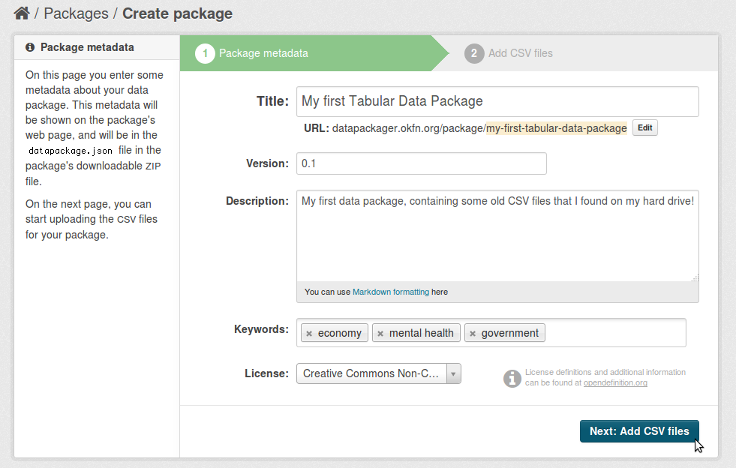 / Packages / Create package
Package metadata
On this page you enter some
metadata about your data
package. This metadata will
be shown on the package's
web page, and will be in the
datapackage.json file in the
package's downloadable ZIP
file.
On the next page, you can
start uploading the CSV files
for your package.
1 Package metadata
2 Add CSV files
Title: My first Tabular Data Package
URL: datapackager.okfn.org/package/my-first-tabular-data-package Edit
Version: 0.1
Description: My first data package, containing some old CSV files that I found on my hard drive!
You can use Markdown formatting here
Keywords: × economy × mental health × government
License: Creative Commons Non-C...
License definitions and additional information
can be found at opendefinition.org
Next: Add CSV files